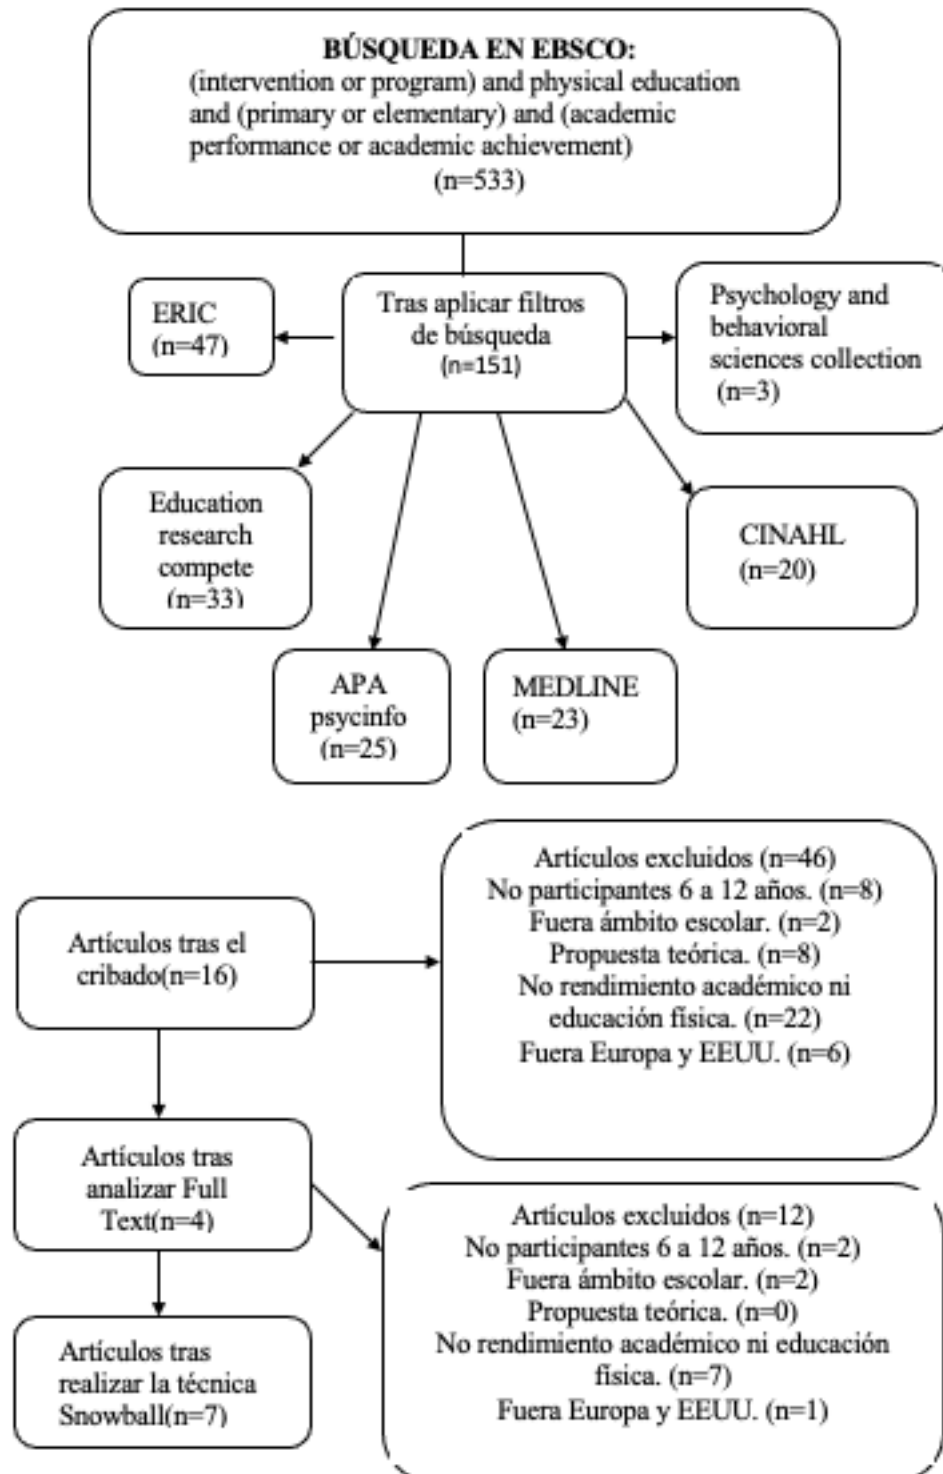 BÚSQUEDA EN EBSCO:
(intervention or program) and physical education
and (primary or elementary) and (academic
performance or academic achievement)
(n=533)
ERIC
(n=47)
Tras aplicar filtros
de búsqueda
(n=151)
Psychology and
behavioral
sciences collection
(n=3)
Education
research
compete
(n=33)
CINAHL
(n=20)
APA
psycinfo
(n=25)
MEDLINE
(n=23)
Artículos tras el
cribado(n=16)
Artículos excluidos (n=46)
No participantes 6 a 12 años. (n=8)
Fuera ámbito escolar. (n=2)
Propuesta teórica. (n=8)
No rendimiento académico ni
educación física. (n=22)
Fuera Europa y EEUU. (n=6)
Artículos tras
analizar Full
Text(n=4)
Artículos excluidos (n=12)
No participantes 6 a 12 años. (n=2)
Fuera ámbito escolar. (n=2)
Propuesta teórica. (n=0)
No rendimiento académico ni educación
física. (n=7)
Fuera Europa y EEUU. (n=1)
Artículos tras
realizar la técnica
Snowball(n=7)